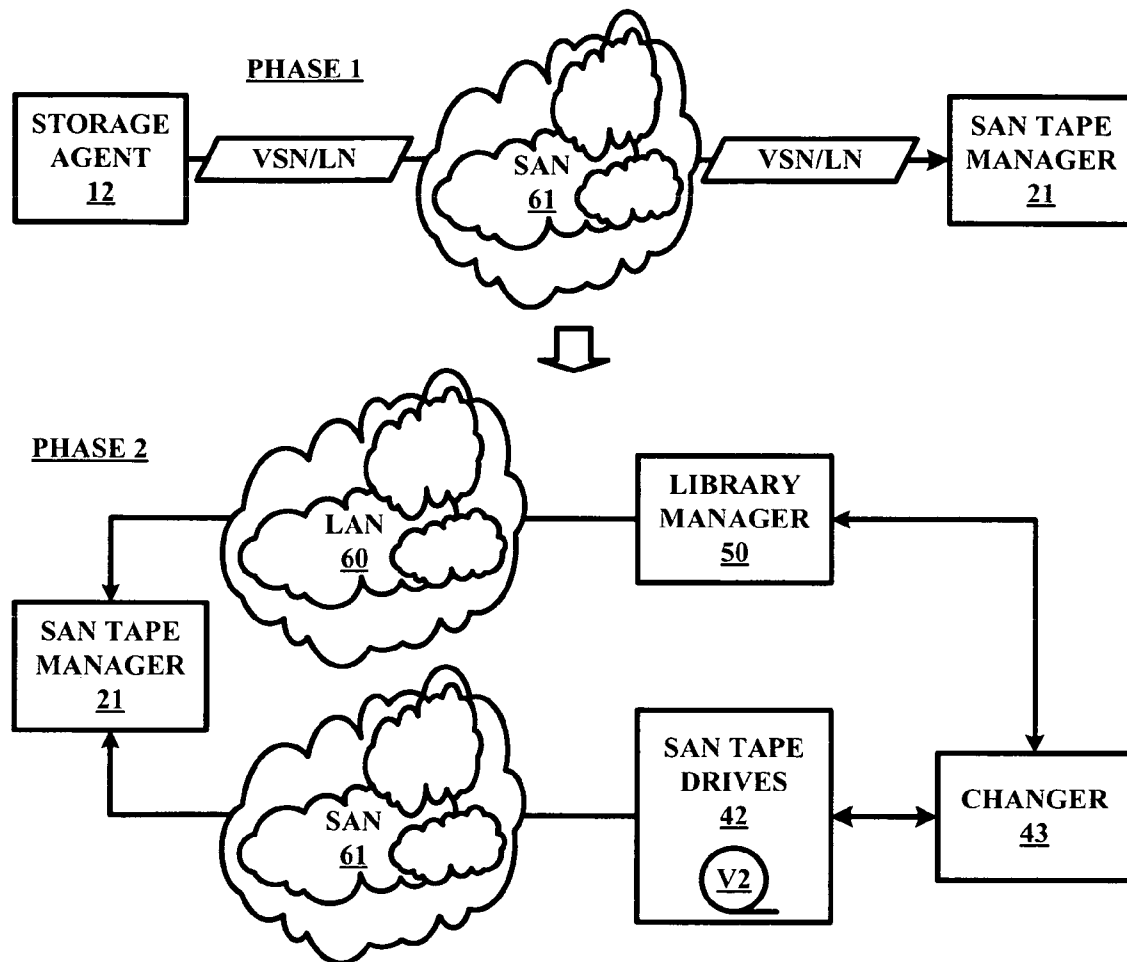 PHASE 1
STORAGE
AGENT
12
VSN/LN
SAN
61
VSN/LN
SAN TAPE
MANAGER
21
PHASE 2
LAN
60
LIBRARY
MANAGER
50
SAN TAPE
MANAGER
21
SAN
61
SAN TAPE
DRIVES
42
V2
CHANGER
43